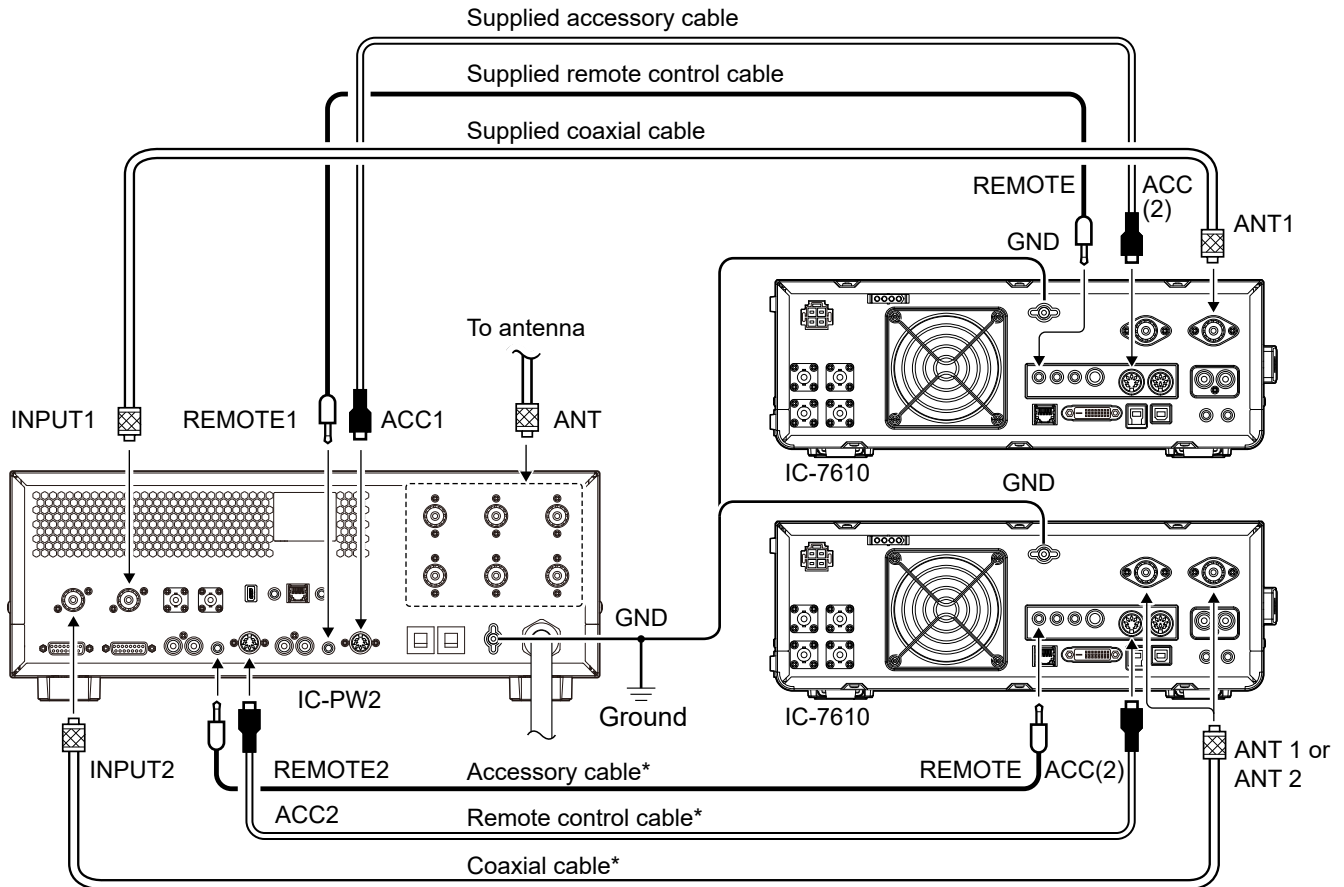 Supplied accessory cable
Supplied remote control cable
Supplied coaxial cable
REMOTE
ACC
(2)
ANT1
GND
To antenna
INPUT1
REMOTE1
ACC1
ANT
IC-7610
GND
GND
IC-PW2
Ground
IC-7610
INPUT2
REMOTE2
Accessory cable*
REMOTE
ACC(2)
ANT 1 or
ANT 2
ACC2
Remote control cable*
Coaxial cable*